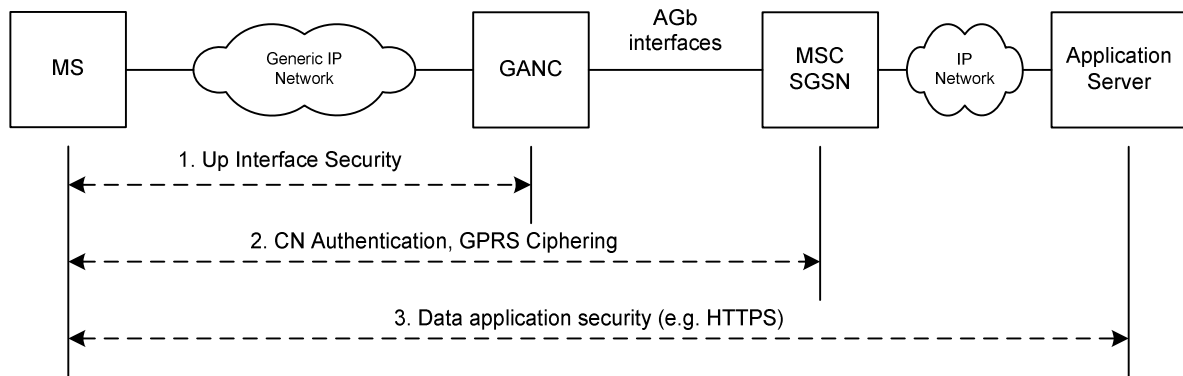 AGb
interfaces
MS
Generic IP
Network
GANC
MSC
SGSN
IP
Network
Application
Server
1. Up Interface Security
2. CN Authentication, GPRS Ciphering
3. Data application security (e.g. HTTPS)